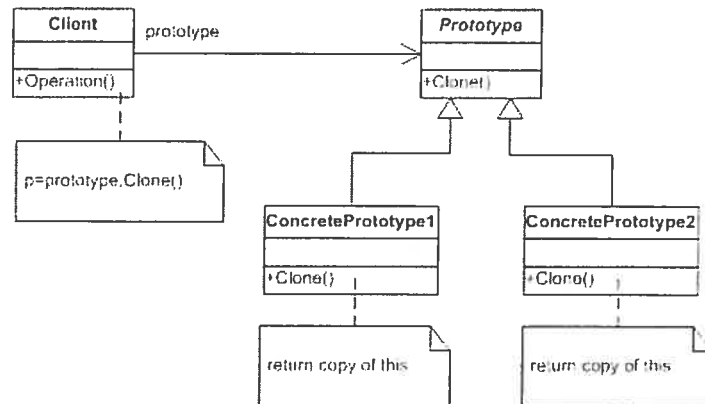 Client
prototype
Prototype
+Operation()
+Clone()
p=prototype.Clone()
ConcretePrototype1
ConcretePrototype2
+Clone()
+Clone()
return copy of this
return copy of this